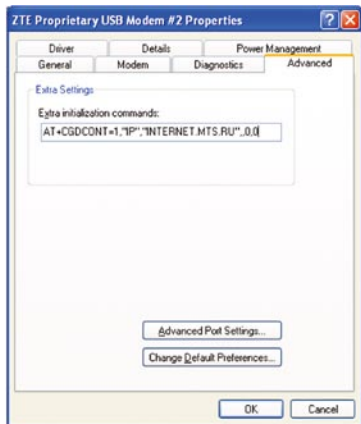 ZTE Proprietary USB Modem #2 Properties
Driver Details Power Management
General Modem Diagnostics Advanced
Extra Settings
Extra initialization commands:
AT+CGDCONT=1,"IP","INTERNET.MTS.RU",,0,0
Advanced Port Settings...
Change Default Preferences...
OK Cancel